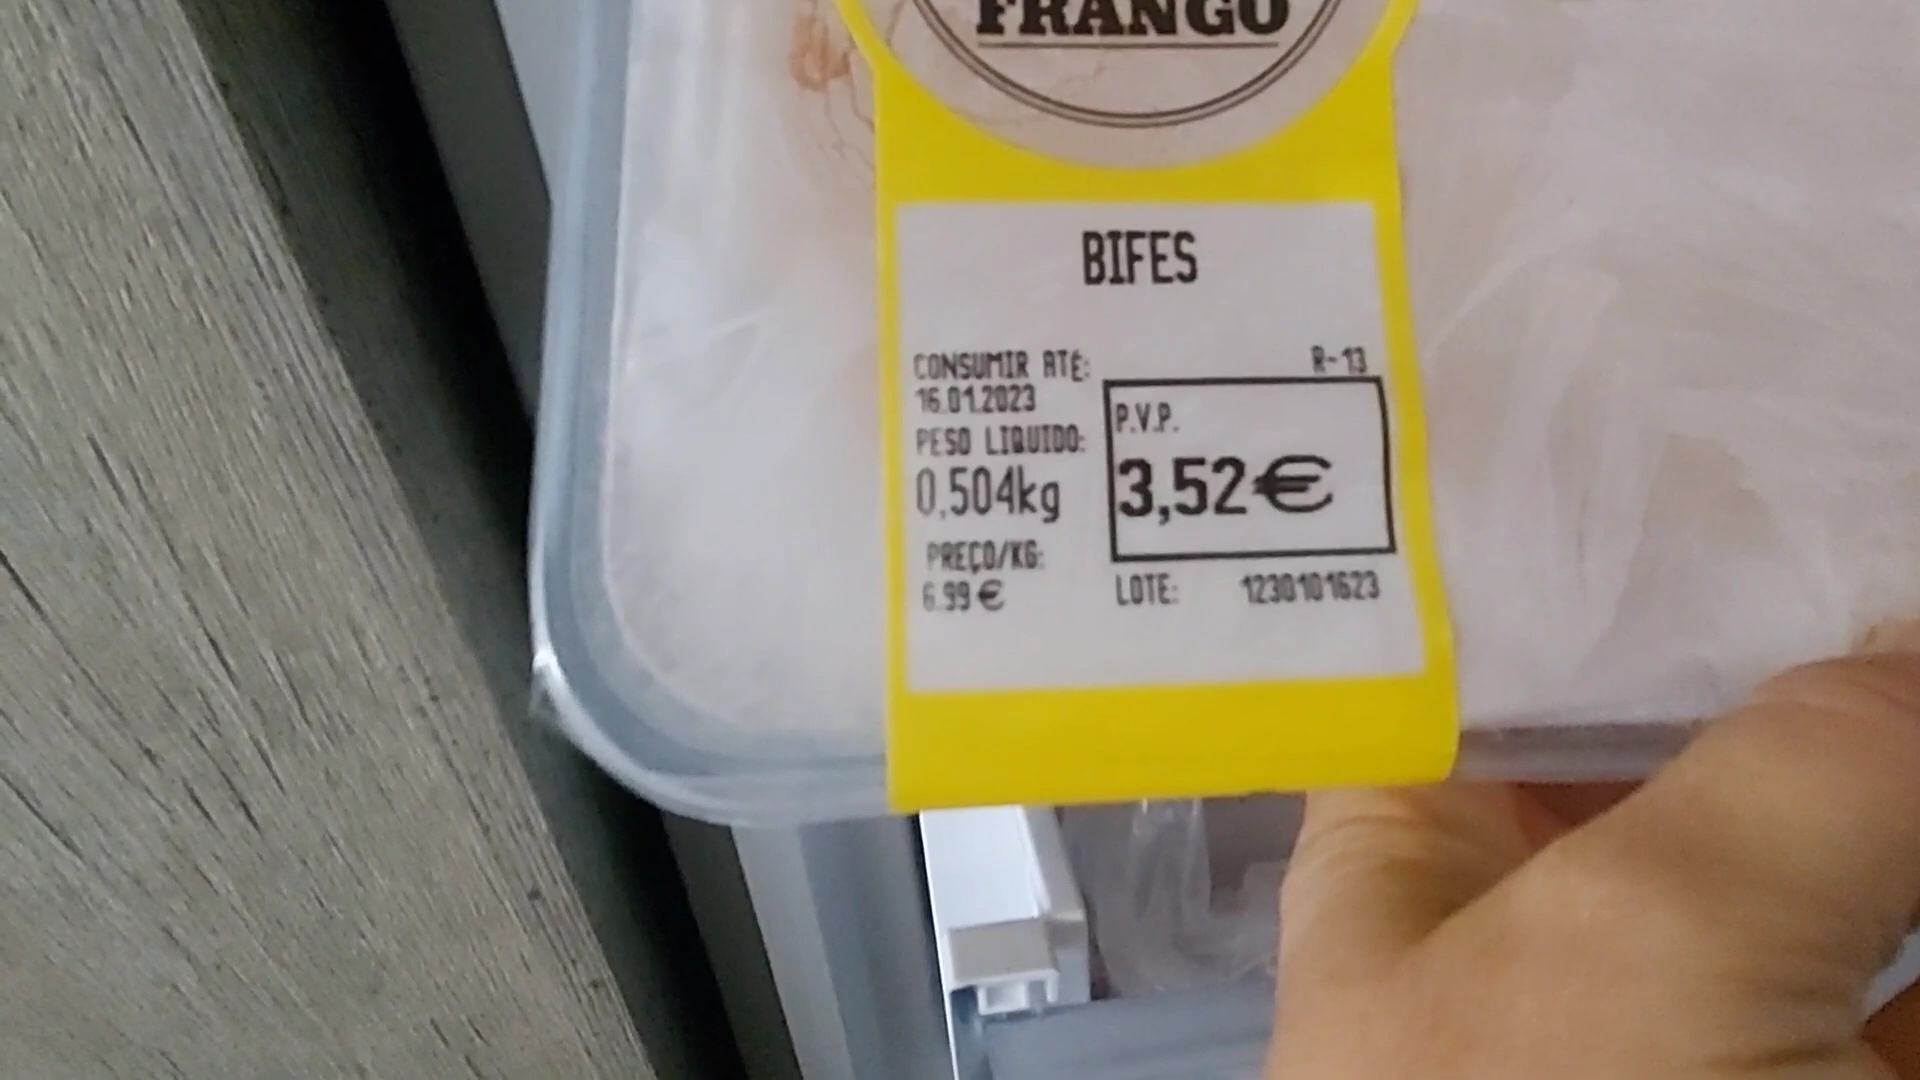 FRANGO
BIFES
CONSUMIR ATÉ:
R-13
16.01.2023
P.V.P.
PESO LIQUIDO:
0,504kg
3,52€
PREÇO/KG:
6.99€
LOTE: 1230101623